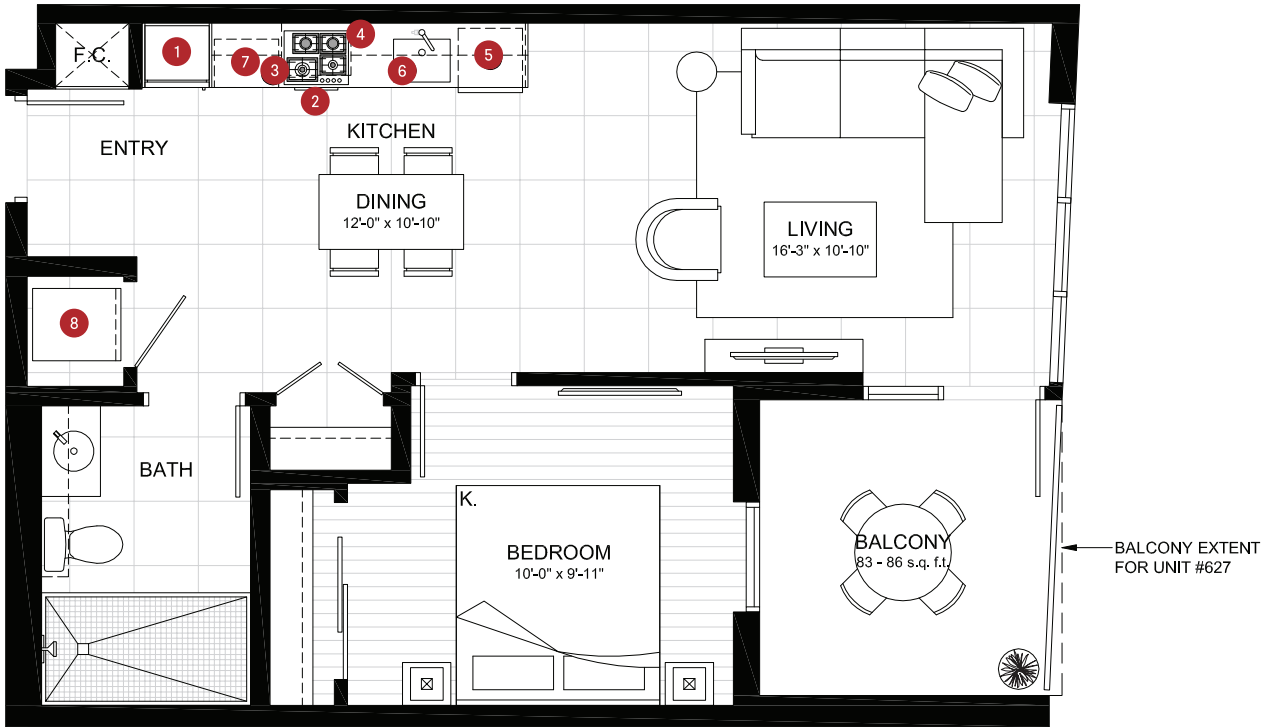 F.C.
1
7
3
4
2
6
5
ENTRY
KITCHEN
DINING
12'-0" x 10'-10"
LIVING
16'-3" x 10'-10"
8
BATH
K.
BEDROOM
10'-0" x 9'-11"
BALCONY
83 - 86 s.q. f.t.
BALCONY EXTENT
FOR UNIT #627